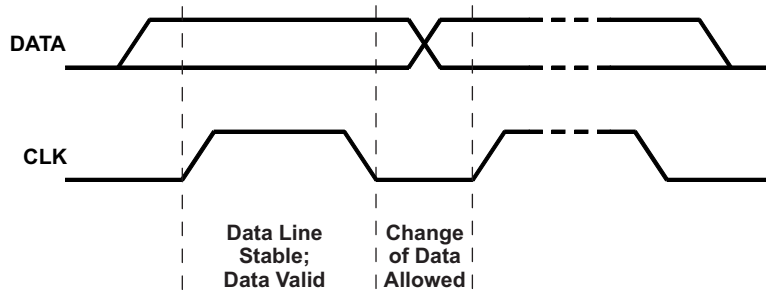 DATA
CLK
Data Line
Stable;
Data Valid
Change
of Data
Allowed